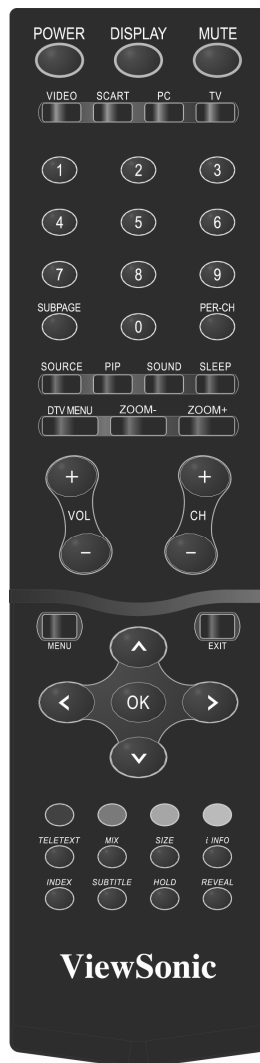 POWER DISPLAY MUTE
VIDEO SCART PC TV
1 2 3
4 5 6
7 8 9
SUBPAGE 0 PER-CH
SOURCE PIP SOUND SLEEP
DTV MENU ZOOM- ZOOM+
+ +
VOL CH
- -
MENU EXIT
OK
TELETEXT MIX SIZE i INFO
INDEX SUBTITLE HOLD REVEAL
ViewSonic